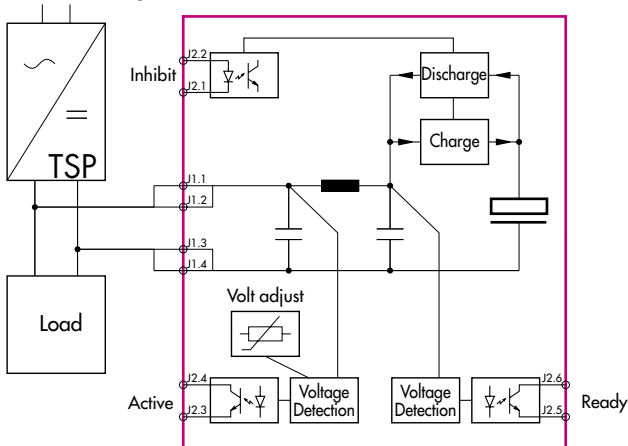 J2.2
Inhibit
J2.1
Discharge
Charge
TSP
J1.1
J1.2
J1.3
J1.4
Load
Volt adjust
J2.4
Active
J2.3
Voltage
Detection
Voltage
Detection
J2.6
Ready
J2.5